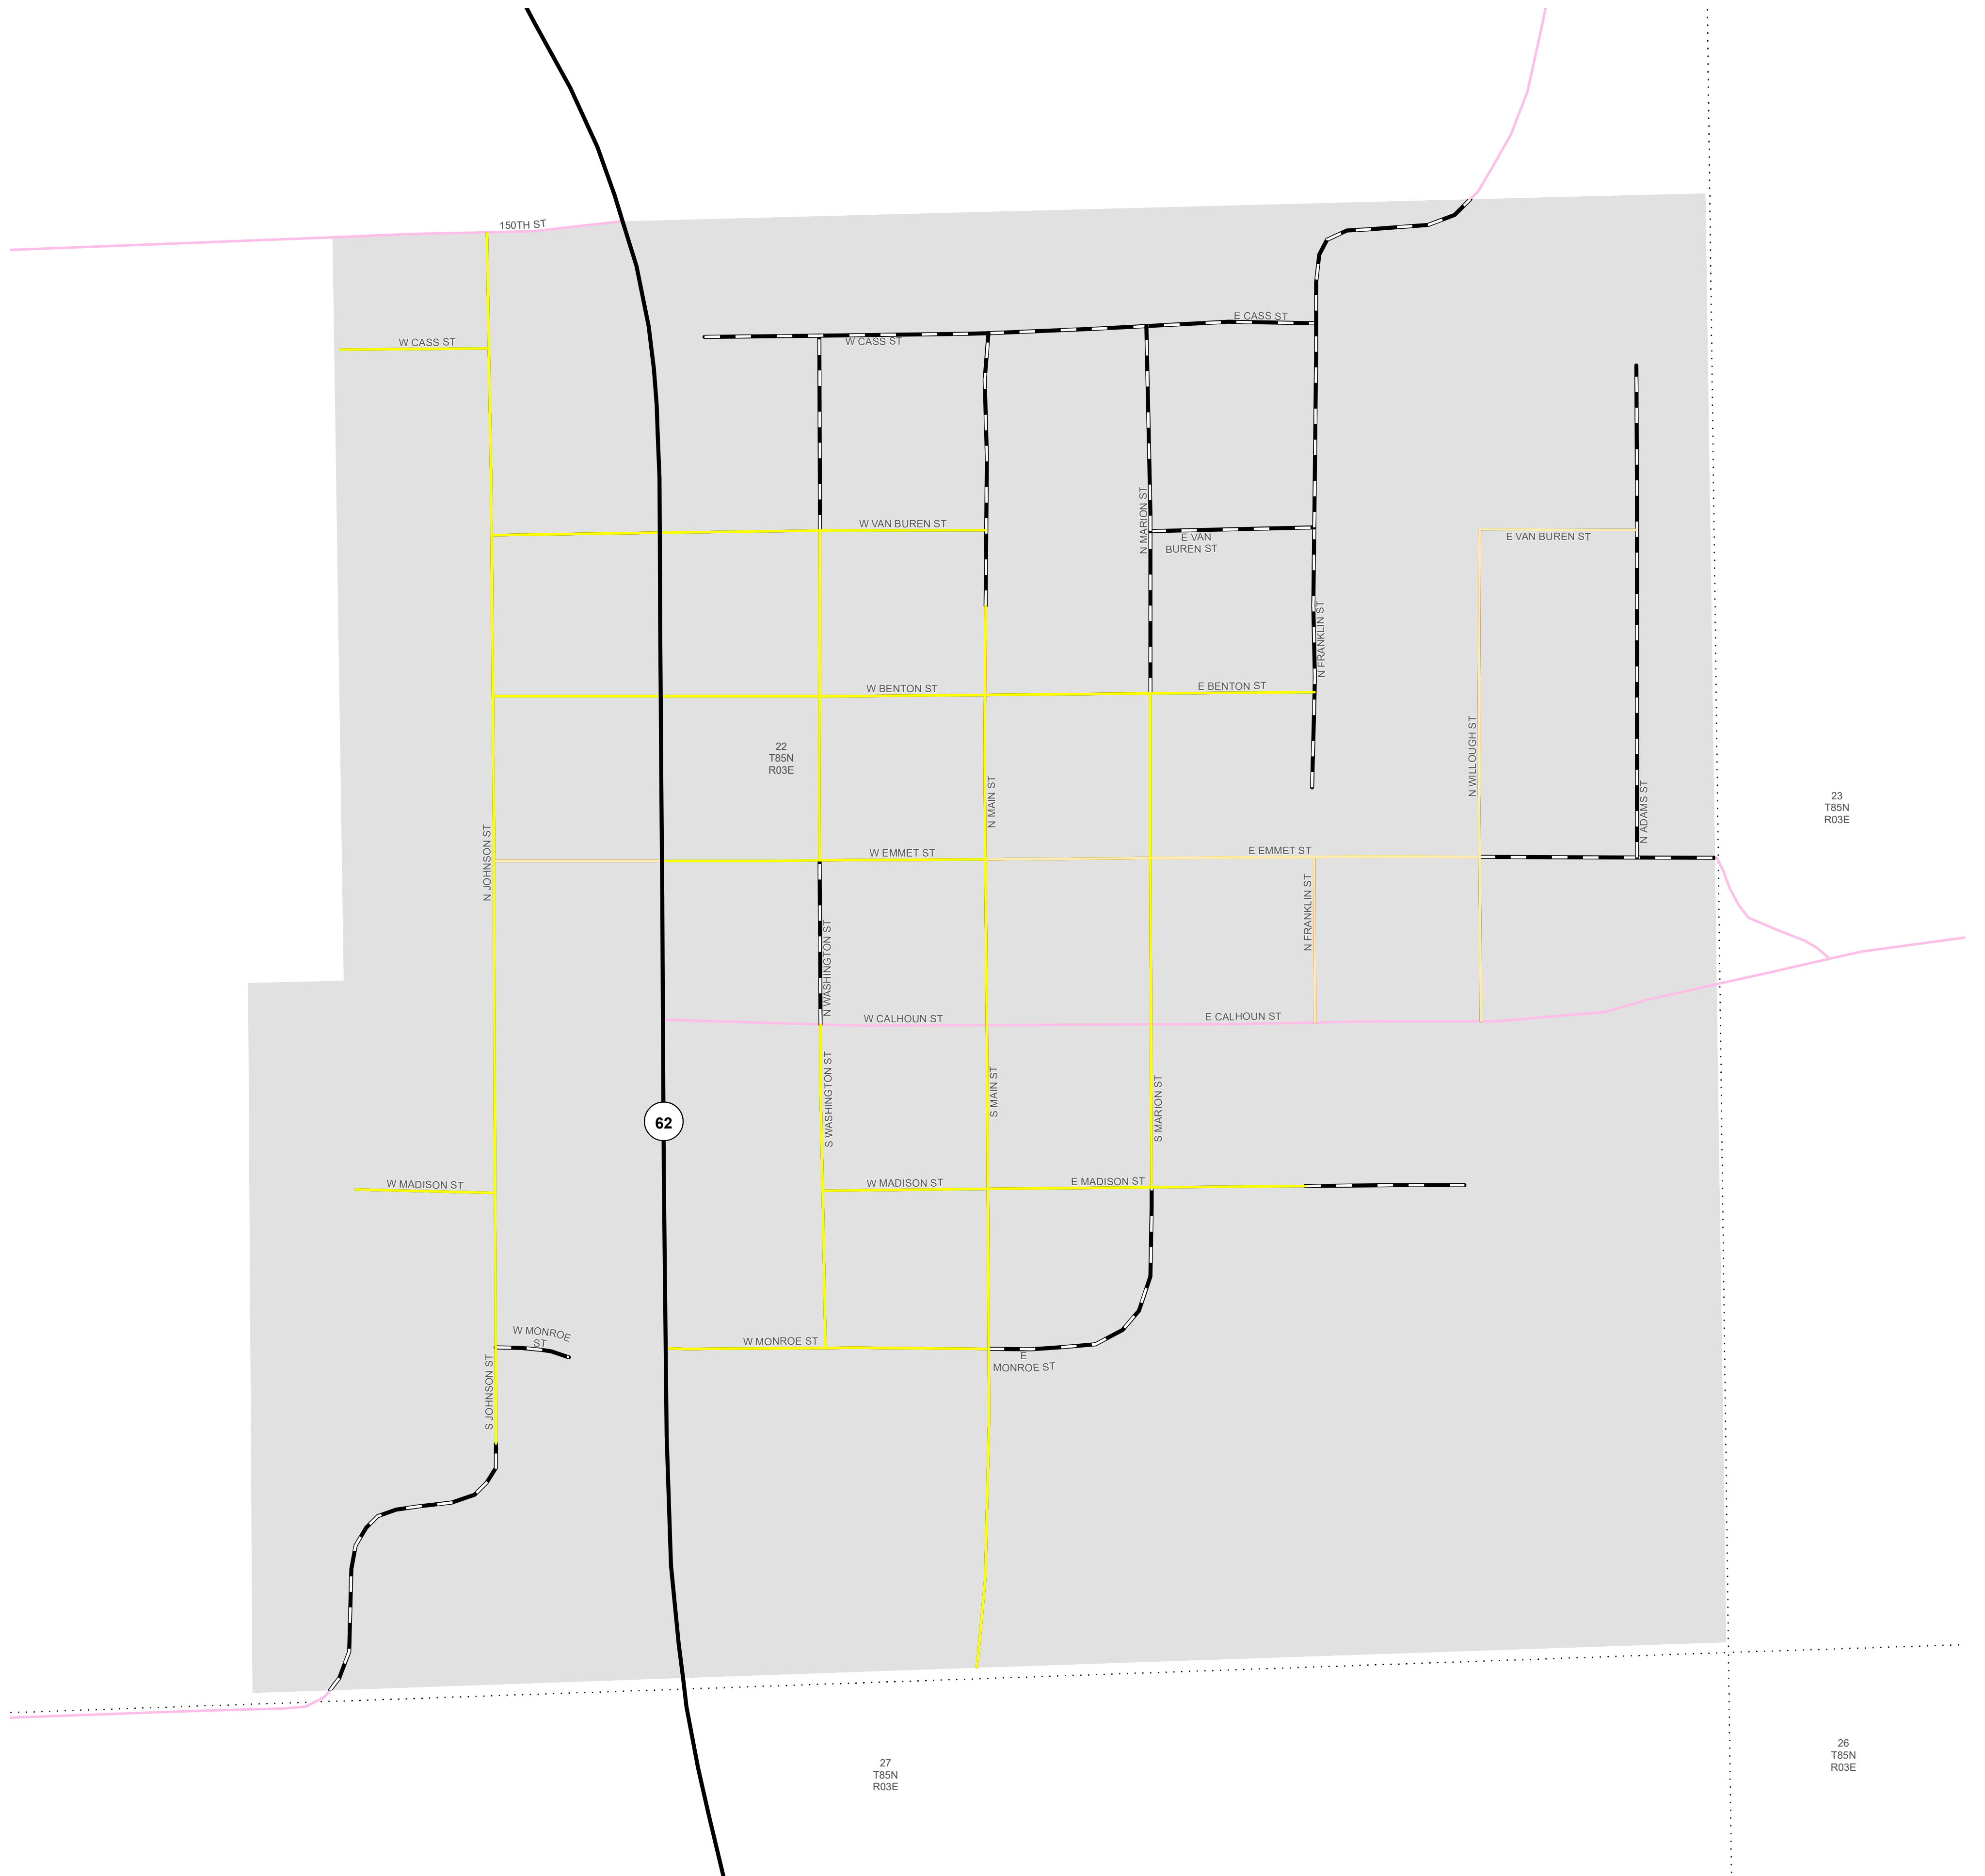 150TH ST
E CASS ST
W CASS ST
W CASS ST
N MARION ST
W VAN BUREN ST
E VAN
BUREN ST
E VAN BUREN ST
N FRANKLIN ST
W BENTON ST
E BENTON ST
N WILLOUGH ST
22
T85N
R03E
N MAIN ST
N ADAMS ST
23
T85N
R03E
N JOHNSON ST
W EMMET ST
E EMMET ST
N FRANKLIN ST
N WASHINGTON ST
W CALHOUN ST
E CALHOUN ST
S WASHINGTON ST
S MAIN ST
S MARION ST
62
W MADISON ST
W MADISON ST
E MADISON ST
W MONROE
ST
W MONROE ST
E
MONROE ST
S JOHNSON ST
27
T85N
R03E
26
T85N
R03E